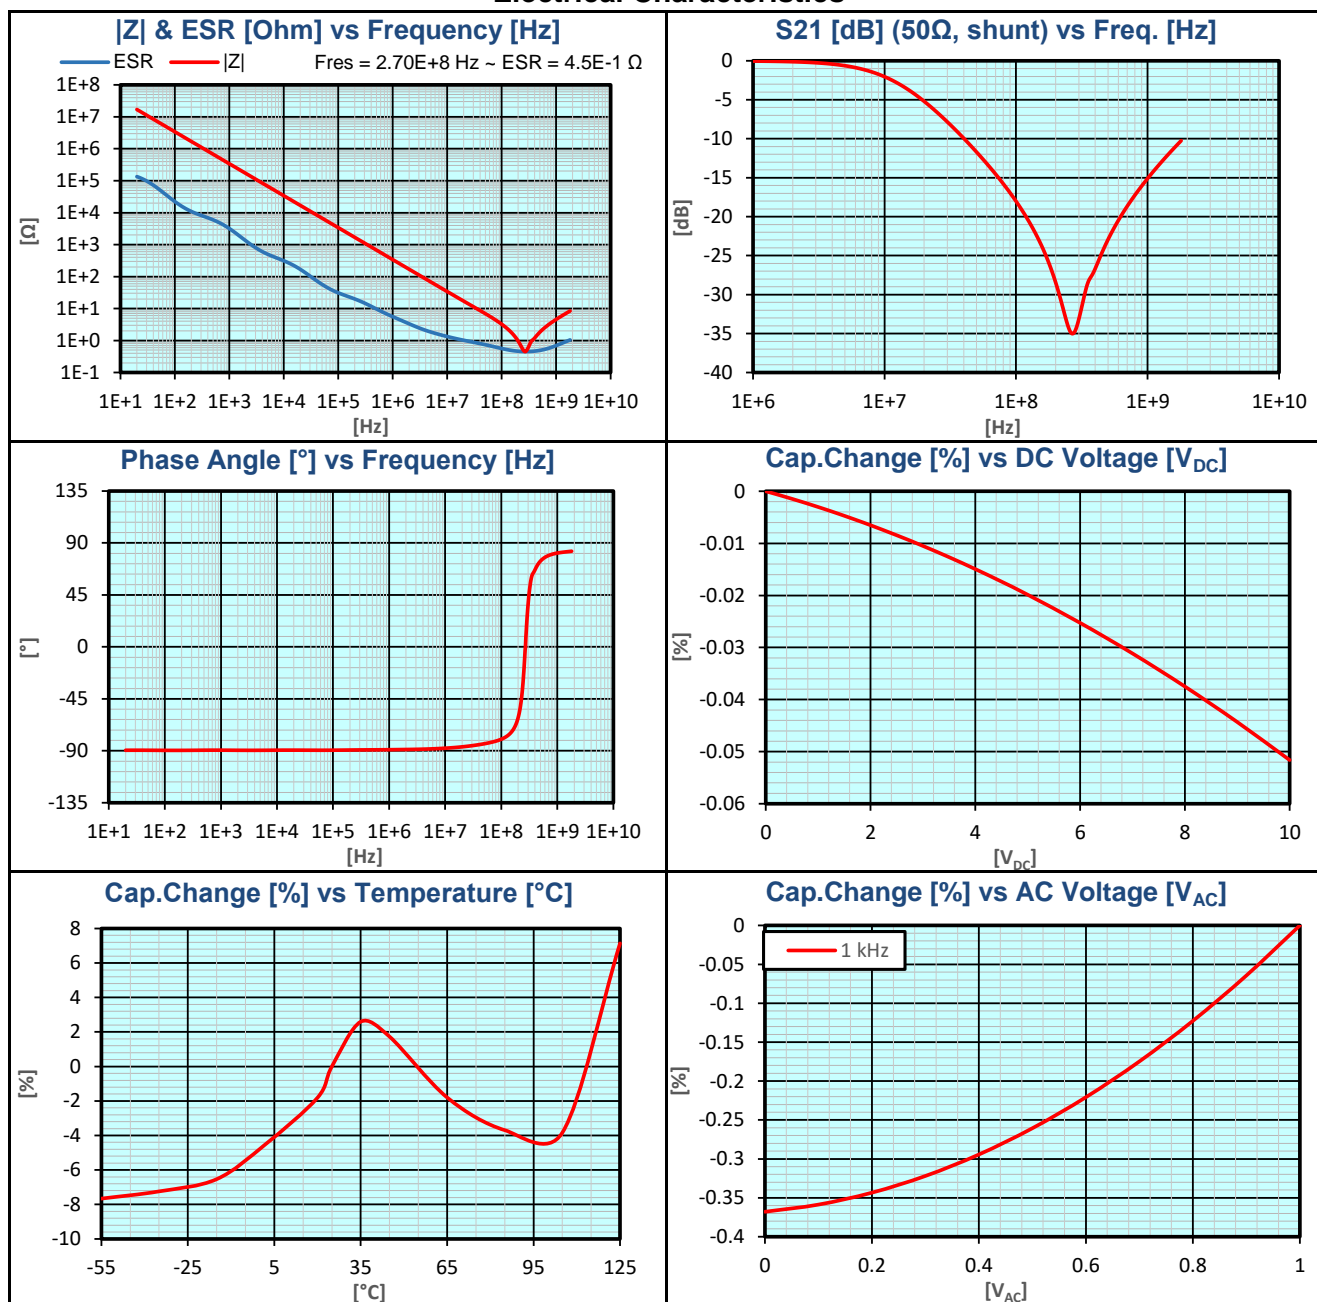 Electrical Characteristics
|Z| & ESR [Ohm] vs Frequency [Hz]
ESR |Z| Fres = 2.70E+8 Hz ~ ESR = 4.5E-1 Ω
1E+8
1E+7
1E+6
1E+5
1E+4
1E+3
1E+2
1E+1
1E+0
1E-1
[Ω]
1E+1 1E+2 1E+3 1E+4 1E+5 1E+6 1E+7 1E+8 1E+9 1E+10
[Hz]
S21 [dB] (50Ω, shunt) vs Freq. [Hz]
0
-5
-10
-15
-20
-25
-30
-35
-40
[dB]
1E+6 1E+7 1E+8 1E+9 1E+10
[Hz]
Phase Angle [°] vs Frequency [Hz]
135
90
45
0
-45
-90
-135
[°]
1E+1 1E+2 1E+3 1E+4 1E+5 1E+6 1E+7 1E+8 1E+9 1E+10
[Hz]
Cap.Change [%] vs DC Voltage [VDC]
0
-0.01
-0.02
-0.03
-0.04
-0.05
-0.06
[%]
0 2 4 6 8 10
[VDC]
Cap.Change [%] vs Temperature [°C]
8
6
4
2
0
-2
-4
-6
-8
-10
[%]
-55 -25 5 35 65 95 125
[°C]
Cap.Change [%] vs AC Voltage [VAC]
1 kHz
0
-0.05
-0.1
-0.15
-0.2
-0.25
-0.3
-0.35
-0.4
[%]
0 0.2 0.4 0.6 0.8 1
[VAC]